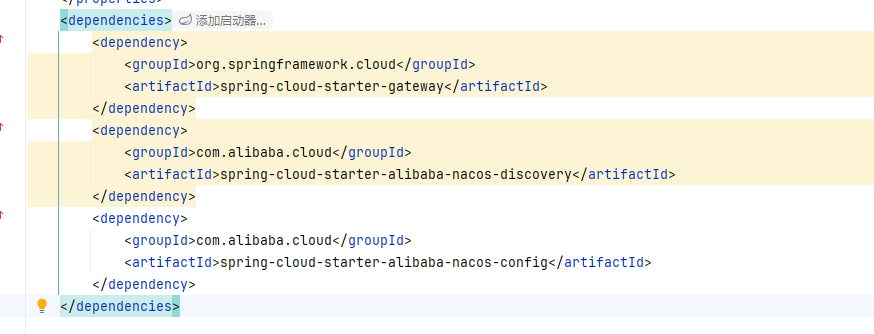 </properties>
<dependencies> 添加启动器...
<dependency>
<groupId>org.springframework.cloud</groupId>
<artifactId>spring-cloud-starter-gateway</artifactId>
</dependency>
<dependency>
<groupId>com.alibaba.cloud</groupId>
<artifactId>spring-cloud-starter-alibaba-nacos-discovery</artifactId>
</dependency>
<dependency>
<groupId>com.alibaba.cloud</groupId>
<artifactId>spring-cloud-starter-alibaba-nacos-config</artifactId>
</dependency>
</dependencies>